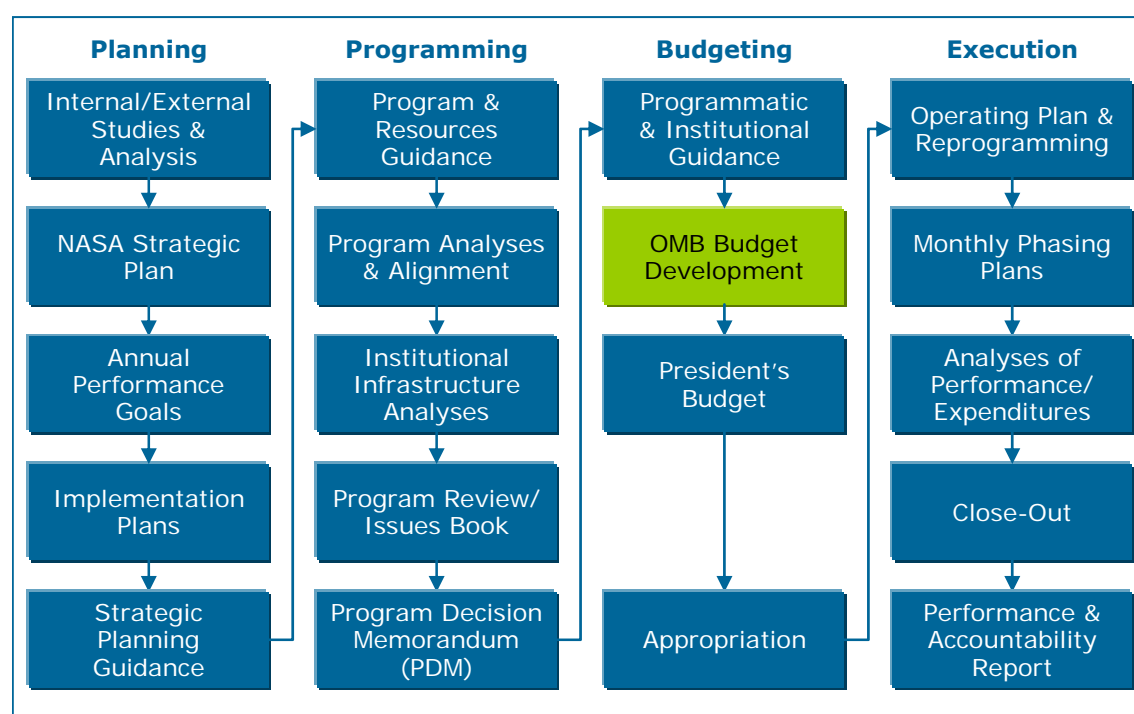 Planning
Internal/External
Studies &
Analysis
NASA Strategic
Plan
Annual
Performance
Goals
Implementation
Plans
Strategic
Planning
Guidance
Programming
Program &
Resources
Guidance
Program Analyses
& Alignment
Institutional
Infrastructure
Analyses
Program Review/
Issues Book
Program Decision
Memorandum
(PDM)
Budgeting
Programmatic
& Institutional
Guidance
OMB Budget
Development
President’s
Budget
Appropriation
Execution
Operating Plan &
Reprogramming
Monthly Phasing
Plans
Analyses of
Performance/
Expenditures
Close-Out
Performance &
Accountability
Report